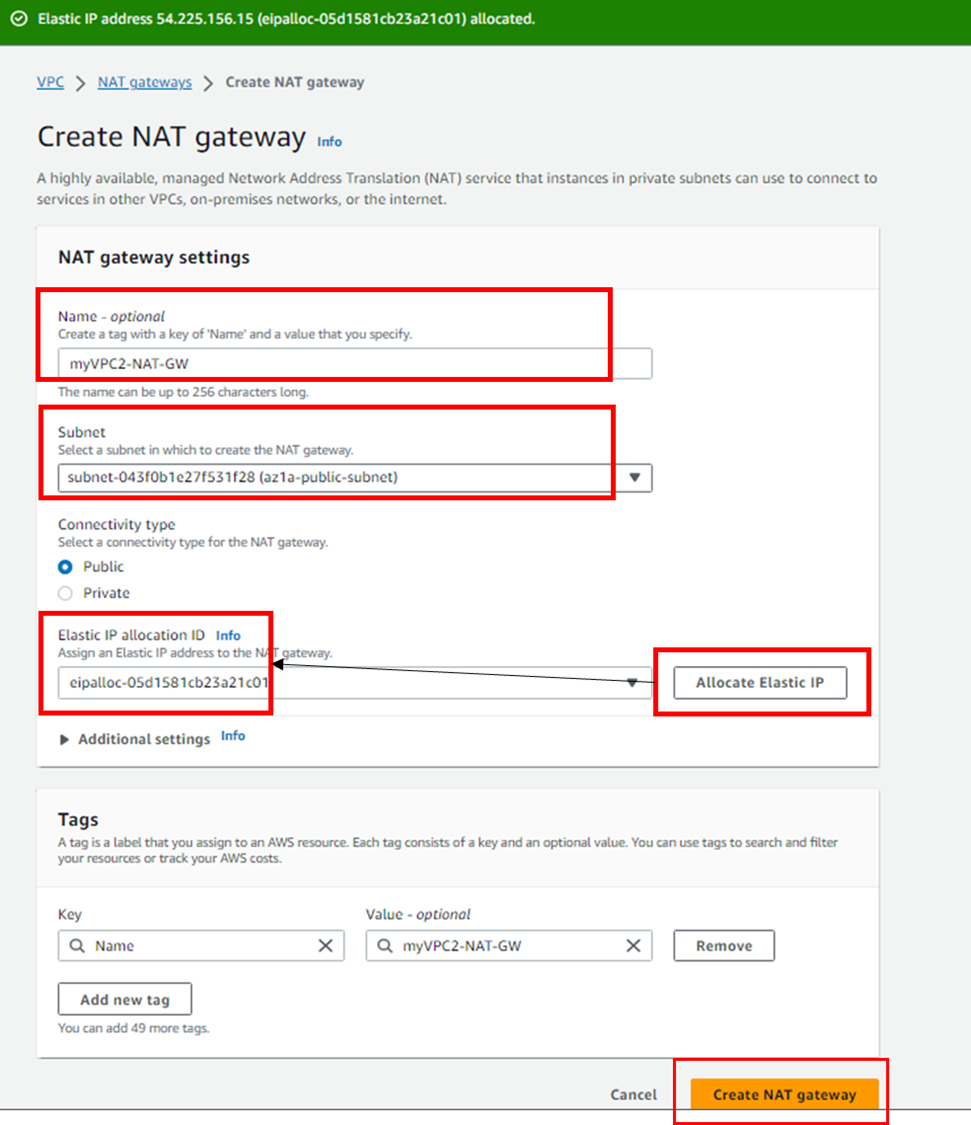 Elastic IP address 54.225.156.15 (eipalloc-05d1581cb23a21c01) allocated.
VPC > NAT gateways > Create NAT gateway
Create NAT gateway Info
A highly available, managed Network Address Translation (NAT) service that instances in private subnets can use to connect to
services in other VPCs, on-premises networks, or the internet.
NAT gateway settings
Name - optional
Create a tag with a key of 'Name' and a value that you specify.
myVPC2-NAT-GW
The name can be up to 256 characters long.
Subnet
Select a subnet in which to create the NAT gateway.
subnet-043f0b1e27f531f28 (az1a-public-subnet)
Connectivity type
Select a connectivity type for the NAT gateway.
Public
Private
Elastic IP allocation ID Info
Assign an Elastic IP address to the NAT gateway.
eipalloc-05d1581cb23a21c01
Allocate Elastic IP
Additional settings Info
Tags
A tag is a label that you assign to an AWS resource. Each tag consists of a key and an optional value. You can use tags to search and filter
your resources or track your AWS costs.
Key
Value - optional
Name
myVPC2-NAT-GW
Remove
Add new tag
You can add 49 more tags.
Cancel
Create NAT gateway